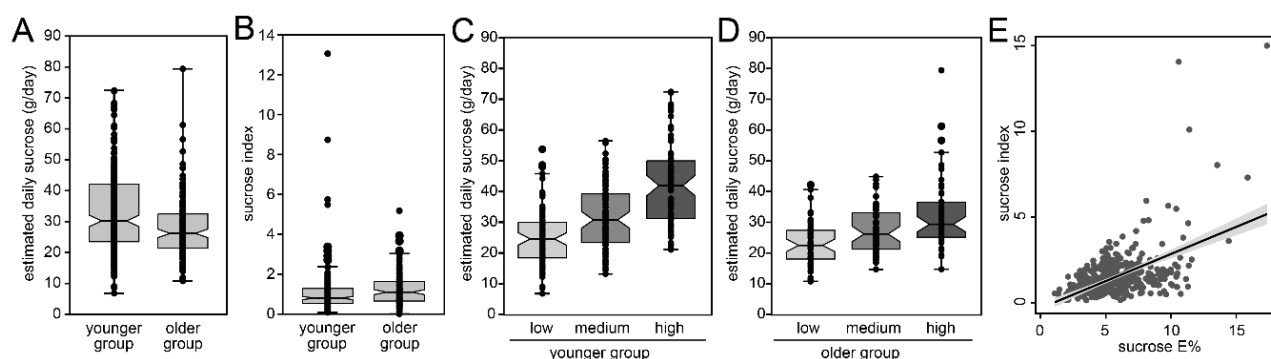 A
estimated daily sucrose (g/day)
90
80
70
60
50
40
30
20
10
0
younger group
older group
B
sucrose index
14
12
10
8
6
4
2
0
younger group
older group
C
estimated daily sucrose (g/day)
90
80
70
60
50
40
30
20
10
0
low medium high
younger group
D
estimated daily sucrose (g/day)
90
80
70
60
50
40
30
20
10
0
low medium high
older group
E
sucrose index
15
10
5
0
0 5 10 15
sucrose E%